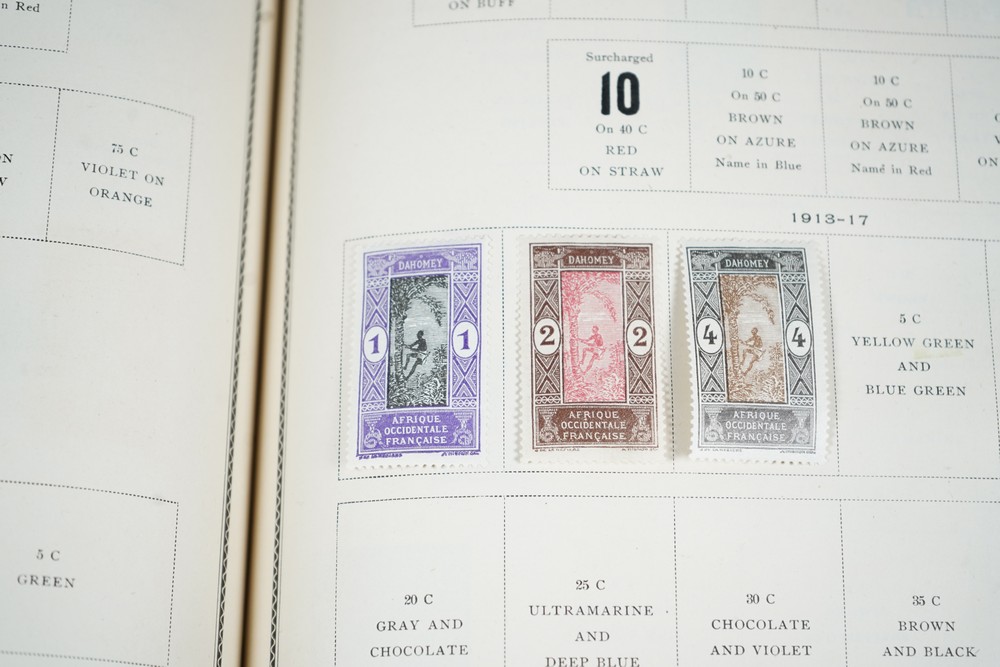 n Red
75 C
VIOLET ON
ORANGE
5 C
GREEN
ON BUFF
Surcharged
10
On 40 C
RED
ON STRAW
10 C
On 50 C
BROWN
ON AZURE
Name in Blue
10 C
On 50 C
BROWN
ON AZURE
Name in Red
1913-17
DAHOMEY
1 1
AFRIQUE
OCCIDENTALE
FRANÇAISE
DAHOMEY
2 2
AFRIQUE
OCCIDENTALE
FRANÇAISE
DAHOMEY
4 4
AFRIQUE
OCCIDENTALE
FRANÇAISE
5 C
YELLOW GREEN
AND
BLUE GREEN
20 C
GRAY AND
CHOCOLATE
25 C
ULTRAMARINE
AND
DEEP BLUE
30 C
CHOCOLATE
AND VIOLET
35 C
BROWN
AND BLACK